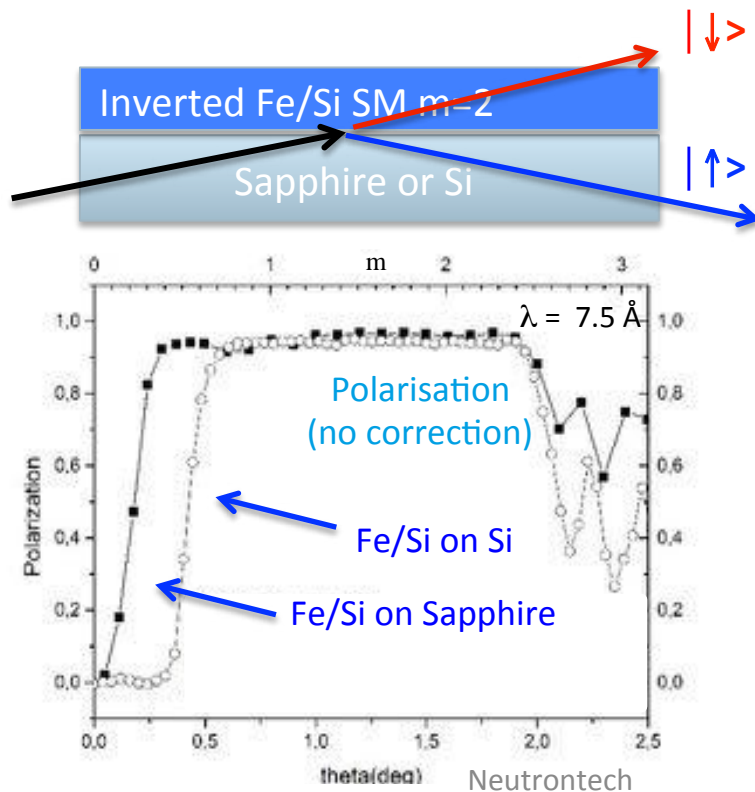 |↓>
Inverted Fe/Si SM m=2
|↑>
Sapphire or Si
0 1 m 2 3
λ = 7.5 Å
1,0 1,0
0,8 0,8
Polarisation
(no correction)
0,6 0,6
Polarization
Fe/Si on Si
0,4 0,4
Fe/Si on Sapphire
0,2 0,2
0,0 0,0
0,0 0,5 1,0 1,5 2,0 2,5
theta(deg)
Neutrontech